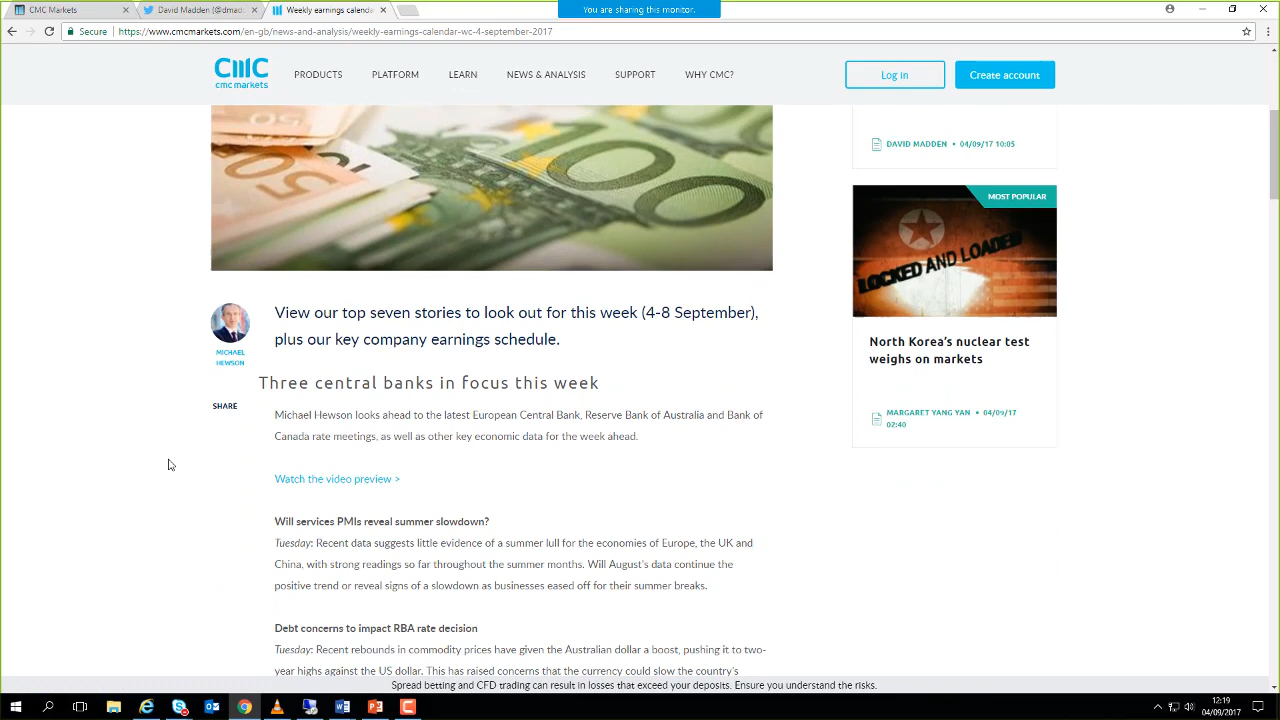 CMC Markets
David Madden (@dmad
Weekly earnings calenda
You are sharing this monitor.
Secure
https://www.cmcmarkets.com/en-gb/news-and-analysis/weekly-earnings-calendar-wc-4-september-2017
cmc
cmc markets
PRODUCTS
PLATFORM
LEARN
NEWS & ANALYSIS
SUPPORT
WHY CMC?
Log in
Create account
DAVID MADDEN • 04/09/17 10:05
MOST POPULAR
LOCKED AND LOADED
North Korea's nuclear test
weighs on markets
MARGARET YANG YAN • 04/09/17
02:40
MICHAEL
HEWSON
SHARE
View our top seven stories to look out for this week (4-8 September),
plus our key company earnings schedule.
Three central banks in focus this week
Michael Hewson looks ahead to the latest European Central Bank, Reserve Bank of Australia and Bank of
Canada rate meetings, as well as other key economic data for the week ahead.
Watch the video preview >
Will services PMIs reveal summer slowdown?
Tuesday: Recent data suggests little evidence of a summer lull for the economies of Europe, the UK and
China, with strong readings so far throughout the summer months. Will August's data continue the
positive trend or reveal signs of a slowdown as businesses eased off for their summer breaks.
Debt concerns to impact RBA rate decision
Tuesday: Recent rebounds in commodity prices have given the Australian dollar a boost, pushing it to two-
year highs against the US dollar. This has raised concerns that the currency could slow the country's
Spread betting and CFD trading can result in losses that exceed your deposits. Ensure you understand the risks.
12:19
04/09/2017